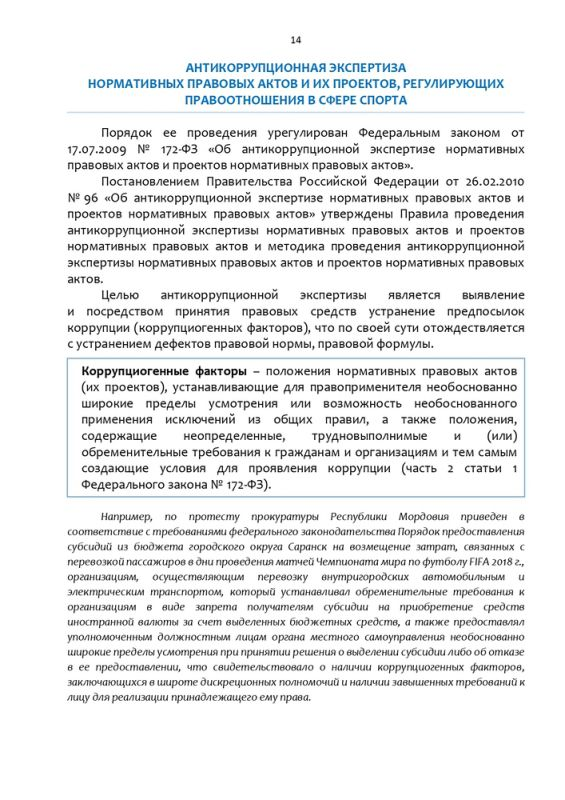 14
АНТИКОРРУПЦИОННАЯ ЭКСПЕРТИЗА
НОРМАТИВНЫХ ПРАВОВЫХ АКТОВ И ИХ ПРОЕКТОВ, РЕГУЛИРУЮЩИХ
ПРАВООТНОШЕНИЯ В СФЕРЕ СПОРТА
Порядок ее проведения урегулирован Федеральным законом от
17.07.2009 № 172-ФЗ «Об антикоррупционной экспертизе нормативных
правовых актов и проектов нормативных правовых актов».
Постановлением Правительства Российской Федерации от 26.02.2010
№ 96 «Об антикоррупционной экспертизе нормативных правовых актов и
проектов нормативных правовых актов» утверждены Правила проведения
антикоррупционной экспертизы нормативных правовых актов и проектов
нормативных правовых актов и методика проведения антикоррупционной
экспертизы нормативных правовых актов и проектов нормативных правовых
актов.
Целью антикоррупционной экспертизы является выявление
и посредством принятия правовых средств устранение предпосылок
коррупции (коррупциогенных факторов), что по своей сути отождествляется
с устранением дефектов правовой нормы, правовой формулы.
Коррупциогенные факторы – положения нормативных правовых актов
(их проектов), устанавливающие для правоприменителя необоснованно
широкие пределы усмотрения или возможность необоснованного
применения исключений из общих правил, а также положения,
содержащие неопределенные, трудновыполнимые и (или)
обременительные требования к гражданам и организациям и тем самым
создающие условия для проявления коррупции (часть 2 статьи 1
Федерального закона № 172-ФЗ).
Например, по протесту прокуратуры Республики Мордовия приведен в
соответствие с требованиями федерального законодательства Порядок предоставления
субсидий из бюджета городского округа Саранск на возмещение затрат, связанных с
перевозкой пассажиров в дни проведения матчей Чемпионата мира по футболу FIFA 2018 г.,
организациям, осуществляющим перевозку внутригородских автомобильным и
электрическим транспортом, который устанавливал обременительные требования к
организациям в виде запрета получателям субсидии на приобретение средств
иностранной валюты за счет выделенных бюджетных средств, а также предоставлял
уполномоченным должностным лицам органа местного самоуправления необоснованно
широкие пределы усмотрения при принятии решения о выделении субсидии либо об отказе
в ее предоставлении, что свидетельствовало о наличии коррупциогенных факторов,
заключающихся в широте дискреционных полномочий и наличии завышенных требований к
лицу для реализации принадлежащего ему права.